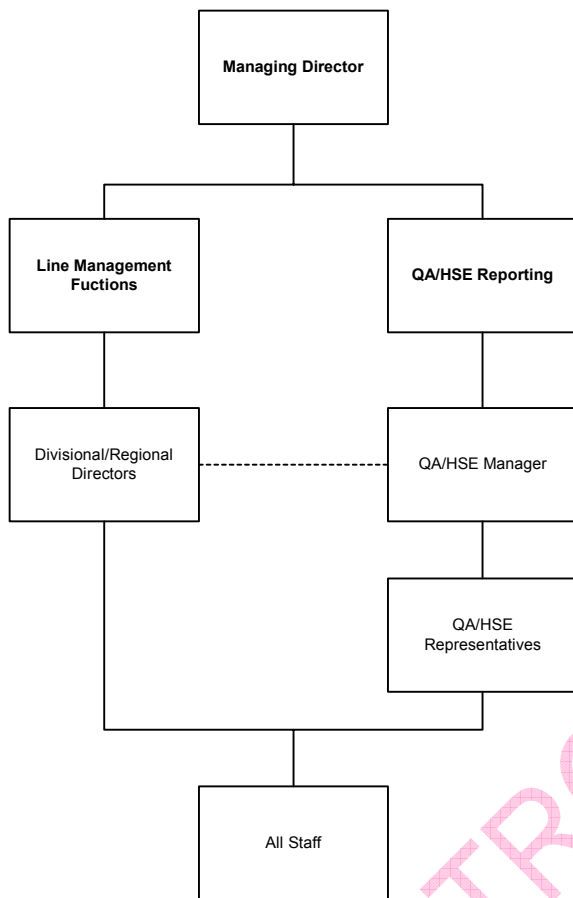 Managing Director
Line Management
Fuctions
QA/HSE Reporting
Divisional/Regional
Directors
QA/HSE Manager
QA/HSE
Representatives
All Staff
TRO